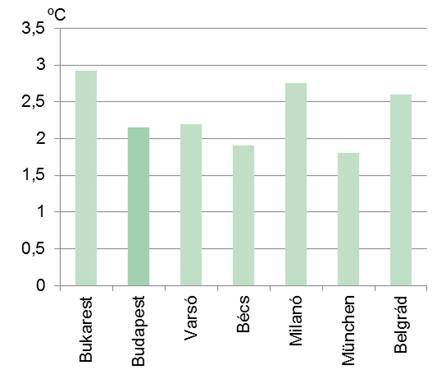 ºC
3,5
3
2,5
2
1,5
1
0,5
0
Bukarest
Budapest
Varsó
Bécs
Milanó
München
Belgrád